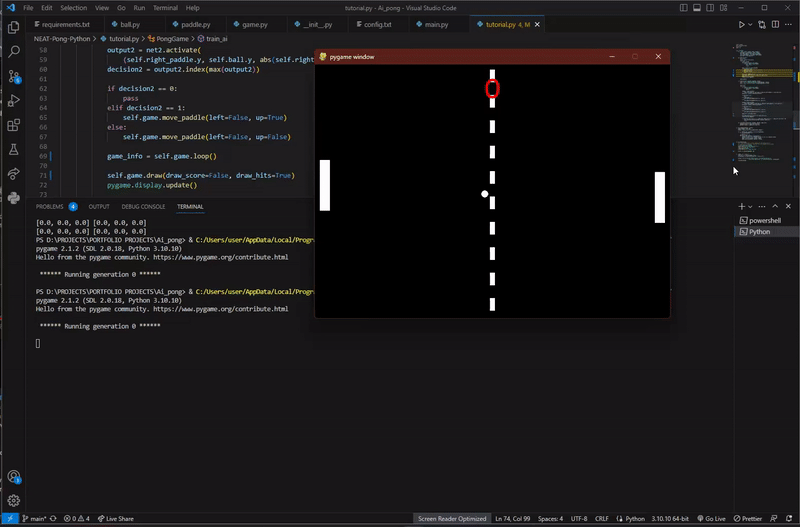 File Edit Selection View Go Run Terminal Help
tutorial.py - Ai_pong - Visual Studio Code
requirements.txt ball.py paddle.py game.py __init__.py config.txt main.py tutorial.py 4, M
NEAT-Pong-Python > tutorial.py > PongGame > train_ai
58 output2 = net2.activate(
59 (self.right_paddle.y, self.ball.y, abs(self.right
60 decision2 = output2.index(max(output2))
61
62 if decision2 == 0:
63 pass
64 elif decision2 == 1:
65 self.game.move_paddle(left=False, up=True)
66 else:
67 self.game.move_paddle(left=False, up=False)
68
69 game_info = self.game.loop()
70
71 self.game.draw(draw_score=False, draw_hits=True)
72 pygame.display.update()
73
pygame window
0
PROBLEMS 4 OUTPUT DEBUG CONSOLE TERMINAL
[0.0, 0.0, 0.0] [0.0, 0.0, 0.0]
[0.0, 0.0, 0.0] [0.0, 0.0, 0.0]
PS D:\PROJECTS\PORTFOLIO PROJECTS\Ai_pong> & C:/Users/user/AppData/Local/Progr
pygame 2.1.2 (SDL 2.0.18, Python 3.10.10)
Hello from the pygame community. https://www.pygame.org/contribute.html
****** Running generation 0 ******
PS D:\PROJECTS\PORTFOLIO PROJECTS\Ai_pong> & C:/Users/user/AppData/Local/Progr
pygame 2.1.2 (SDL 2.0.18, Python 3.10.10)
Hello from the pygame community. https://www.pygame.org/contribute.html
****** Running generation 0 ******
powershell
Python
main* 0 4 Live Share
Screen Reader Optimized Ln 74, Col 99 Spaces: 4 UTF-8 CRLF Python 3.10.10 64-bit Go Live Prettier